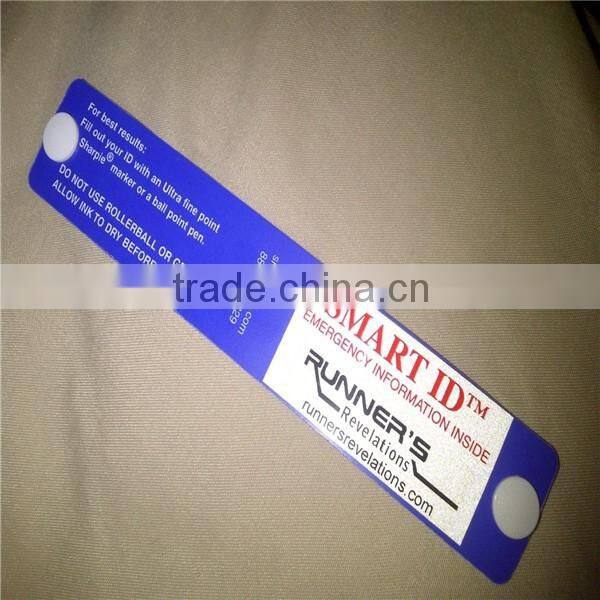 For best results:
Fill out your ID with an Ultra fine point
Sharpie® marker or a ball point pen.
DO NOT USE ROLLERBALL OR
ALLOW INK TO DRY BEFORE
.com
trade.china.cn
SMART ID™
EMERGENCY INFORMATION INSIDE
RUNNER'S
Revelations
runnersrevelations.com